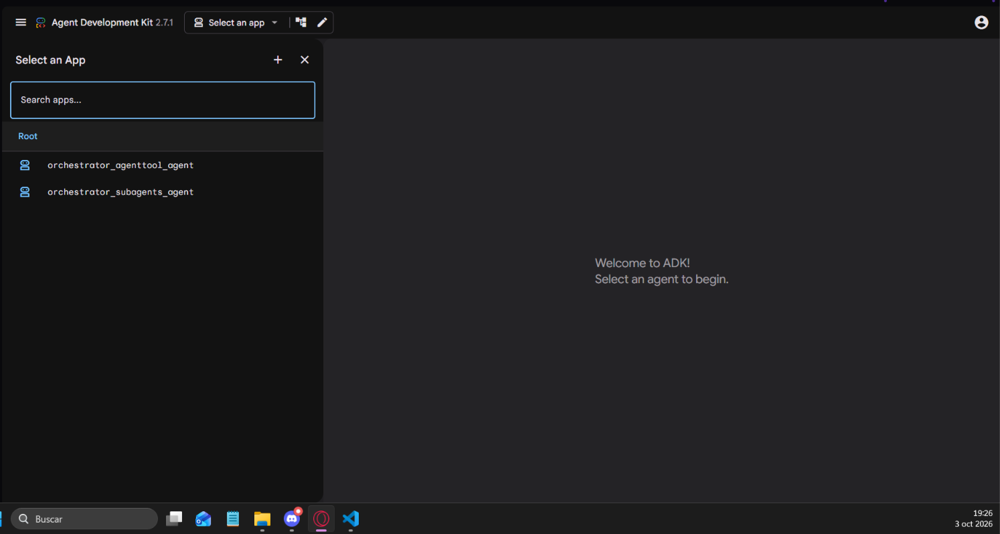 Agent Development Kit 2.7.1 Select an app
Select an App
Search apps...
Root
orchestrator_agenttool_agent
orchestrator_subagents_agent
Welcome to ADK!
Select an agent to begin.
Buscar
19:26
3 oct 2026